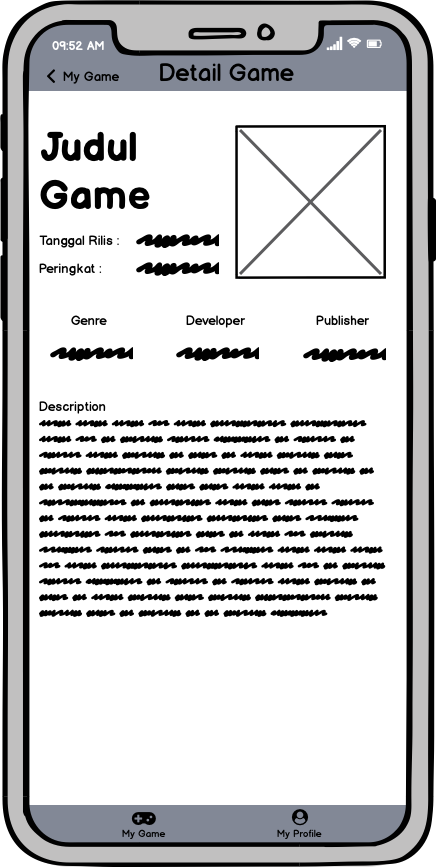 09:52 AM
My Game
Detail Game
Judul
Game
Tanggal Rilis :
Peringkat :
Genre
Developer
Publisher
Description
My Game
My Profile